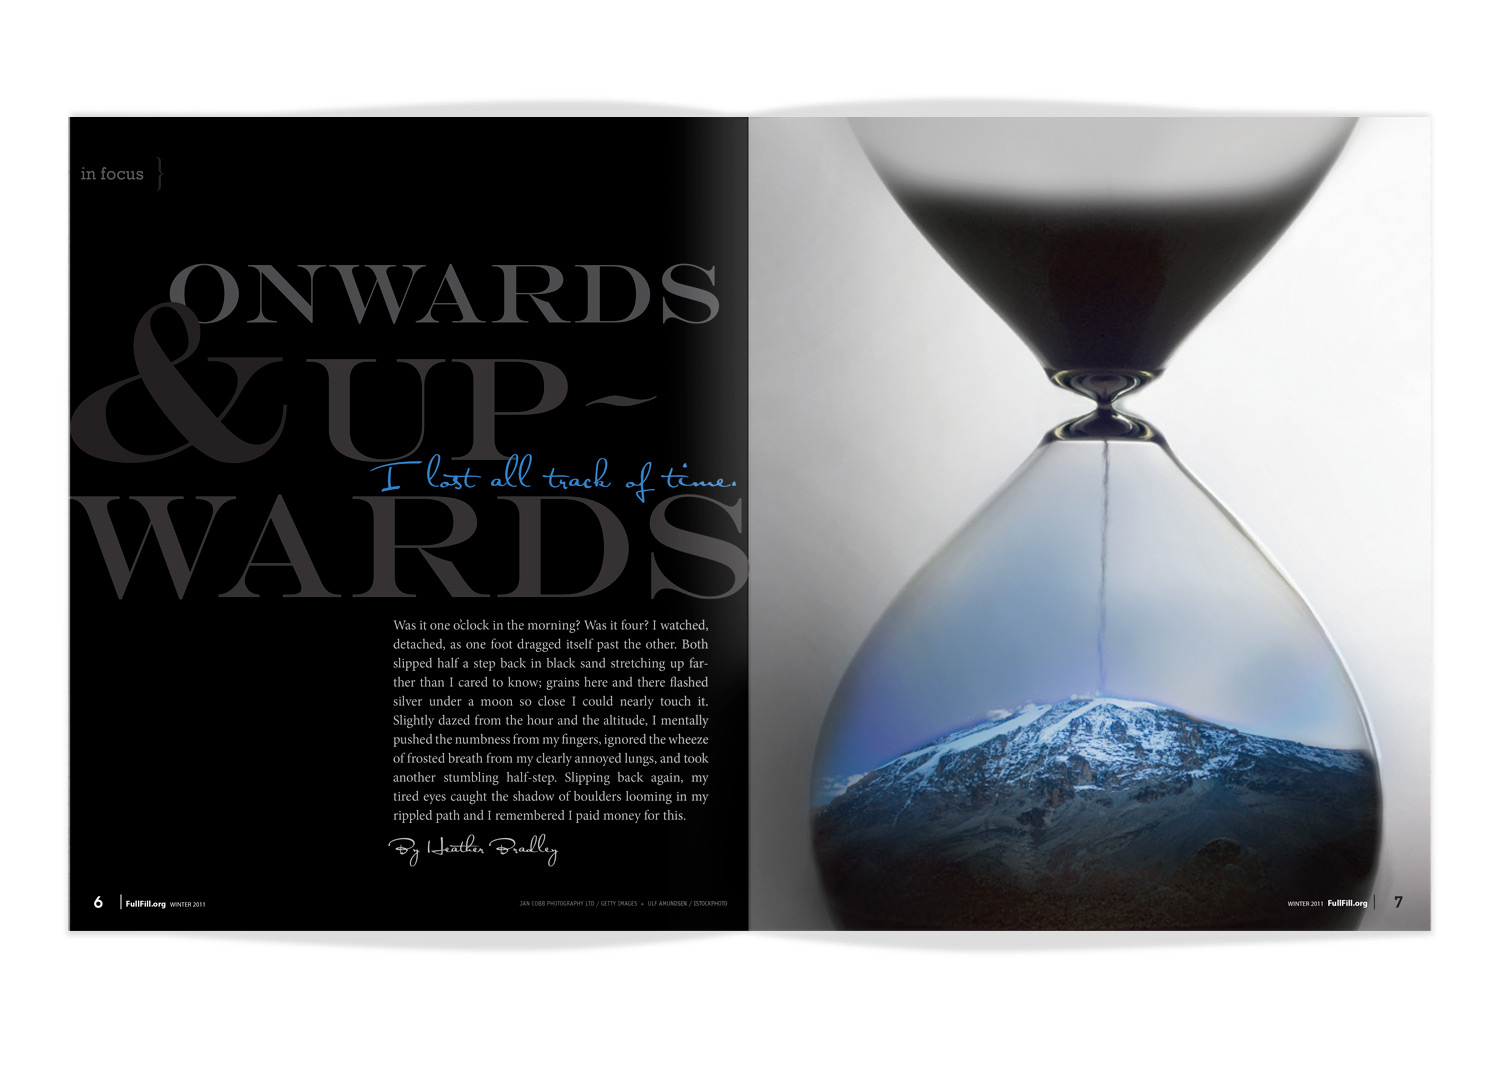 in focus }
ONWARDS
& UP-
I lost all track of time.
WARDS
Was it one o'clock in the morning? Was it four? I watched,
detached, as one foot dragged itself past the other. Both
slipped half a step back in black sand stretching up far-
ther than I cared to know; grains here and there flashed
silver under a moon so close I could nearly touch it.
Slightly dazed from the hour and the altitude, I mentally
pushed the numbness from my fingers, ignored the wheeze
of frosted breath from my clearly annoyed lungs, and took
another stumbling half-step. Slipping back again, my
tired eyes caught the shadow of boulders looming in my
rippled path and I remembered I paid money for this.
By Heather Bradley
6 | FullFill.org WINTER 2011
JAN COBB PHOTOGRAPHY LTD / GETTY IMAGES + ULF AMUNDSEN / ISTOCKPHOTO
WINTER 2011 FullFill.org | 7